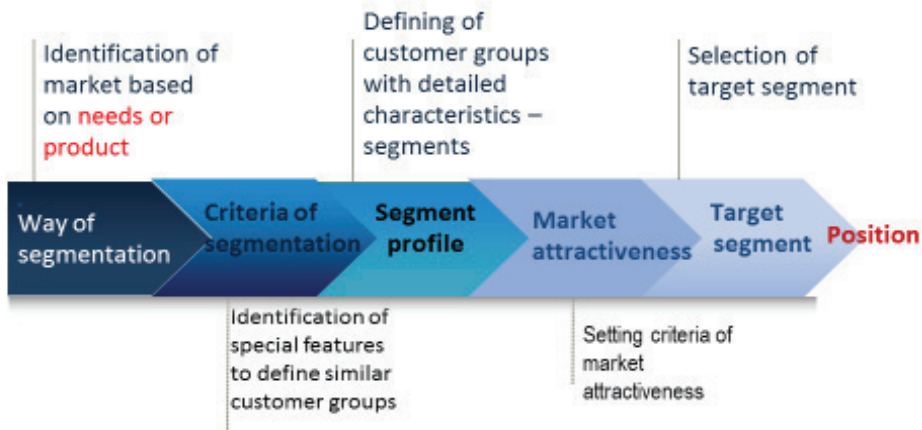 Identification of
market based
on needs or
product
Defining of
customer groups
with detailed
characteristics –
segments
Selection of
target segment
Way of
segmentation
Criteria of
segmentation
Segment
profile
Market
attractiveness
Target
segment
Position
Identification of
special features
to define similar
customer groups
Setting criteria of
market
attractiveness